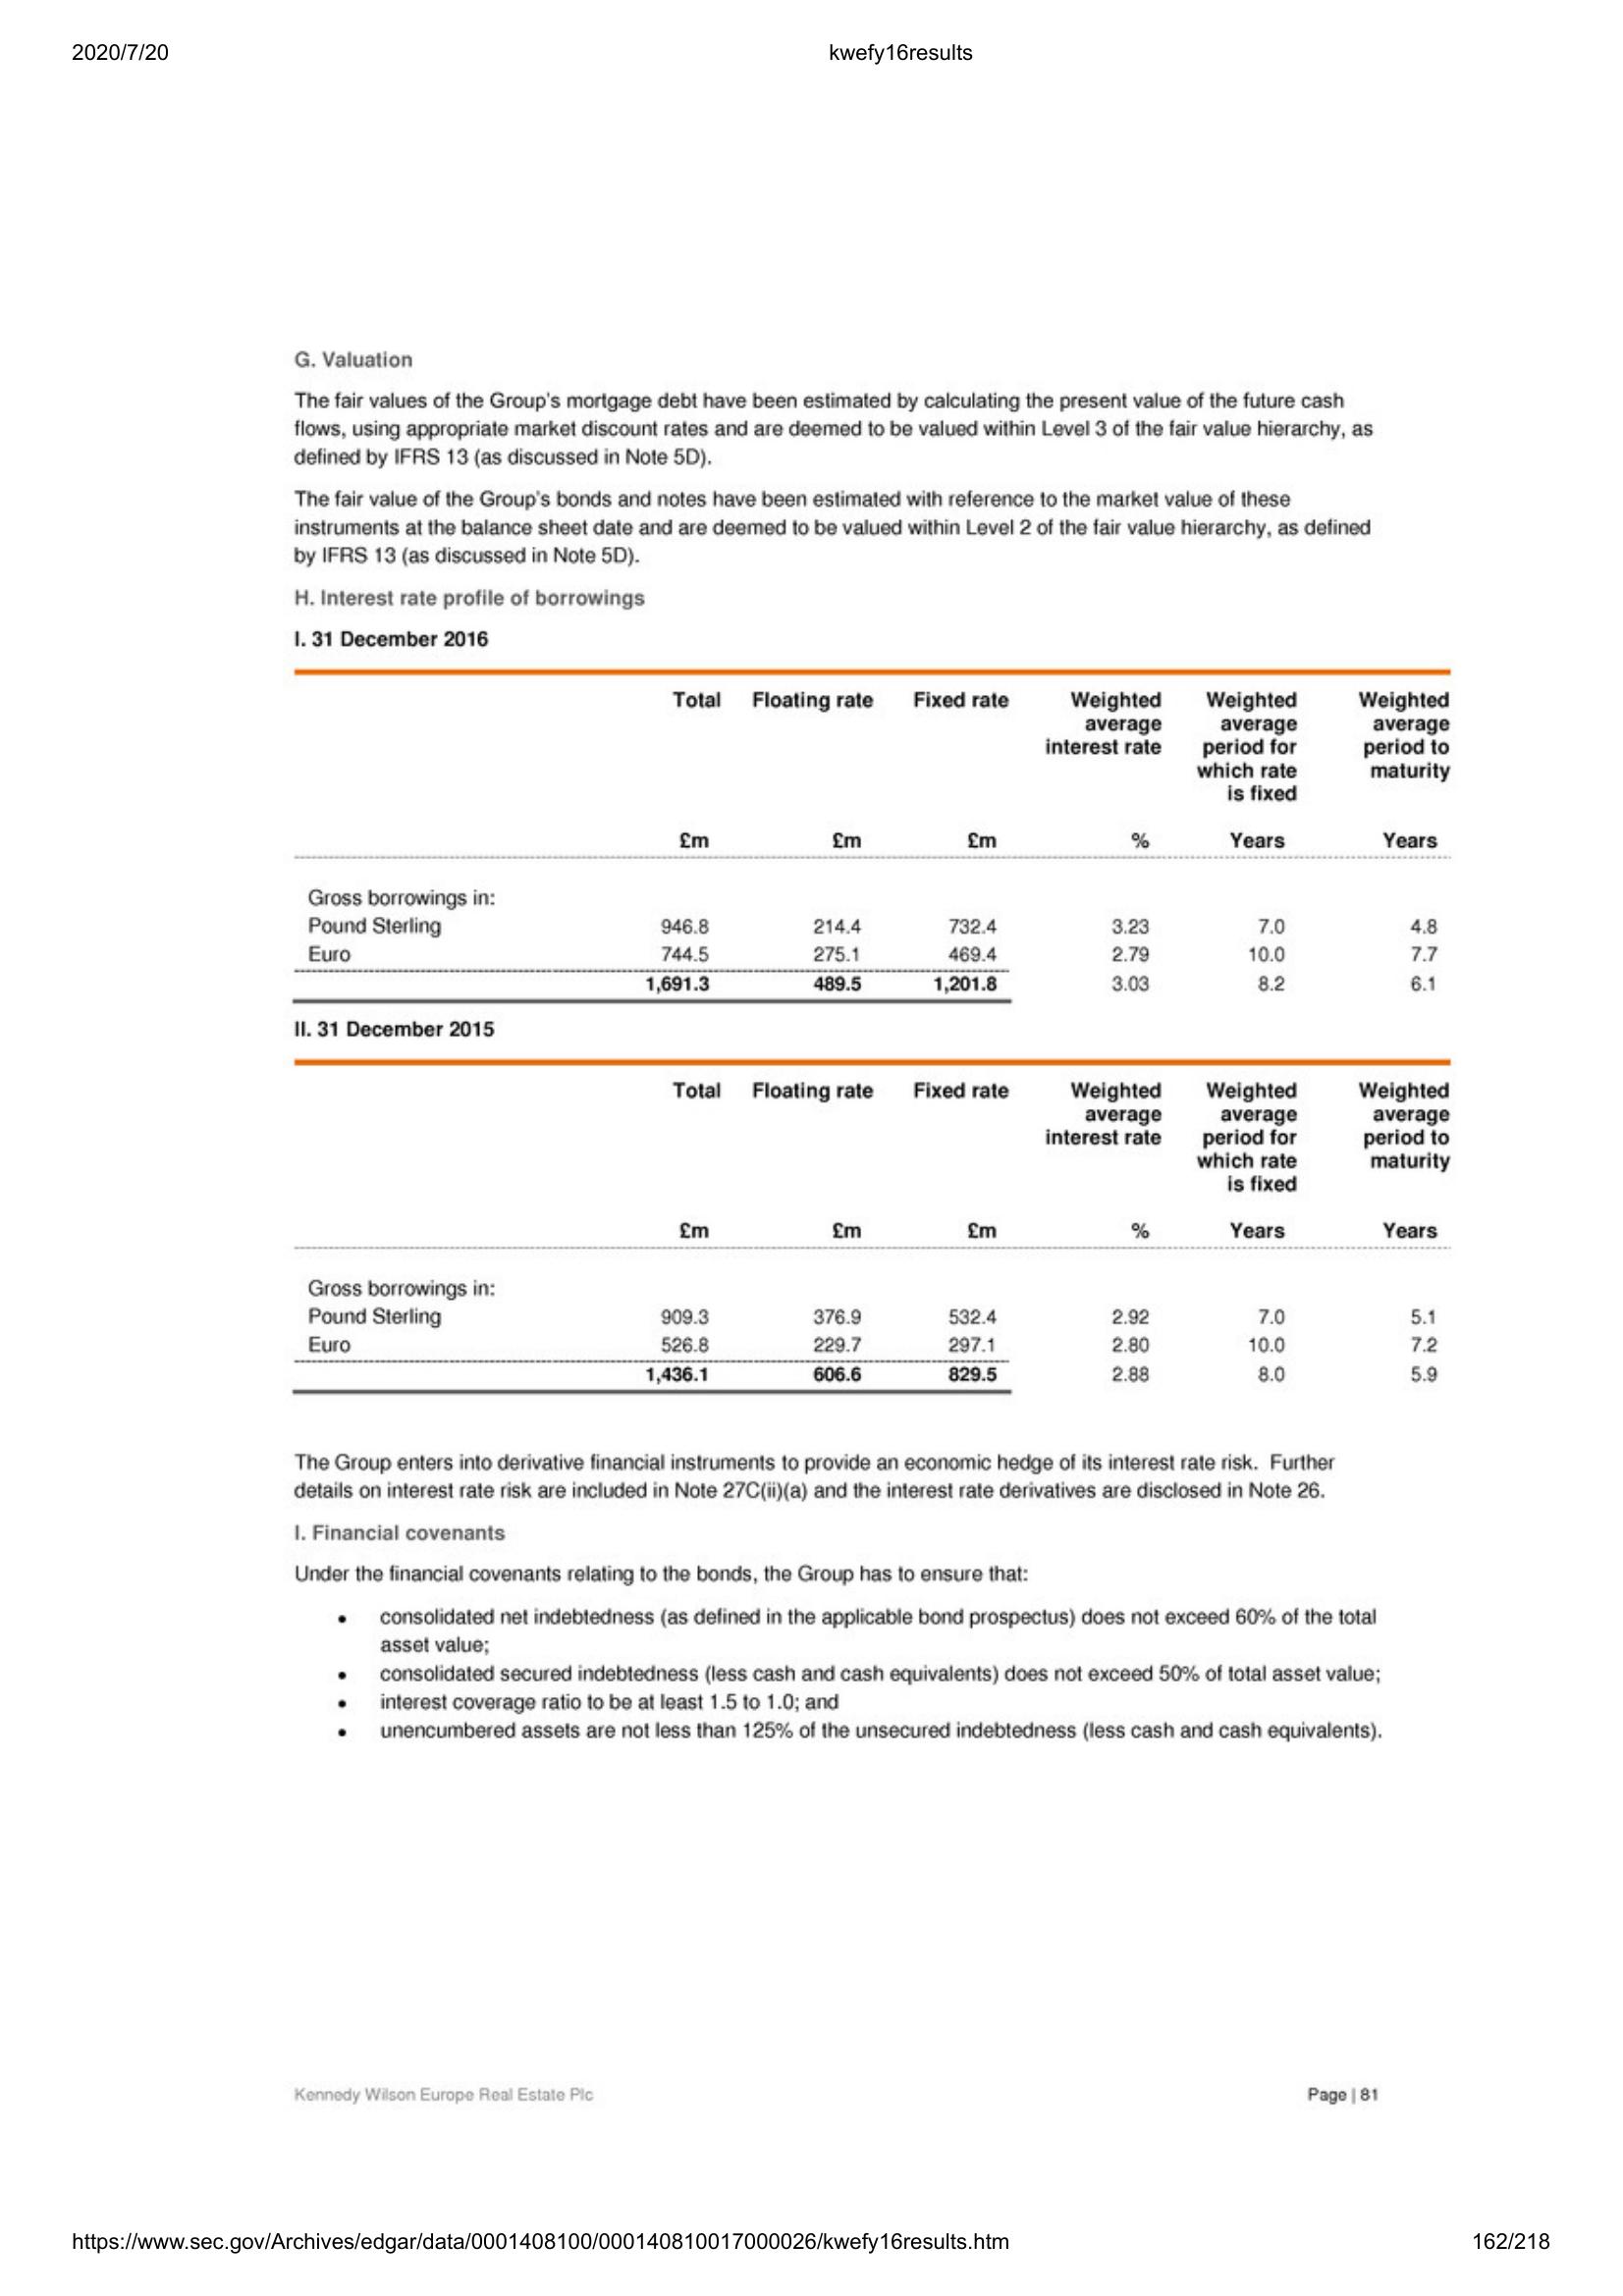 2020/7/20 kwefy16results
G. Valuation
The fair values of the Group's mortgage debt have been estimated by calculating the present value of the future cash
flows, using appropriate market discount rates and are deemed to be valued within Level 3 of the fair value hierarchy, as
defined by IFRS 13 (as discussed in Note 5D).
The fair value of the Group's bonds and notes have been estimated with reference to the market value of these
instruments at the balance sheet date and are deemed to be valued within Level 2 of the fair value hierarchy, as defined
by IFRS 13 (as discussed in Note 5D).
H. Interest rate profile of borrowings
I. 31 December 2016
Total Floating rate Fixed rate Weighted Weighted Weighted
average average average
interest rate period for period to
which rate maturity
is fixed
£m £m £m % Years Years
Gross borrowings in:
Pound Sterling 946.8 214.4 732.4 3.23 7.0 4.8
Euro 744.5 275.1 469.4 2.79 10.0 7.7
1,691.3 489.5 1,201.8 3.03 8.2 6.1
II. 31 December 2015
Total Floating rate Fixed rate Weighted Weighted Weighted
average average average
interest rate period for period to
which rate maturity
is fixed
£m £m £m % Years Years
Gross borrowings in:
Pound Sterling 909.3 376.9 532.4 2.92 7.0 5.1
Euro 526.8 229.7 297.1 2.80 10.0 7.2
1,436.1 606.6 829.5 2.88 8.0 5.9
The Group enters into derivative financial instruments to provide an economic hedge of its interest rate risk. Further
details on interest rate risk are included in Note 27C(ii)(a) and the interest rate derivatives are disclosed in Note 26.
I. Financial covenants
Under the financial covenants relating to the bonds, the Group has to ensure that:
• consolidated net indebtedness (as defined in the applicable bond prospectus) does not exceed 60% of the total
asset value;
• consolidated secured indebtedness (less cash and cash equivalents) does not exceed 50% of total asset value;
• interest coverage ratio to be at least 1.5 to 1.0; and
• unencumbered assets are not less than 125% of the unsecured indebtedness (less cash and cash equivalents).
Kennedy Wilson Europe Real Estate Plc Page | 81
https://www.sec.gov/Archives/edgar/data/0001408100/000140810017000026/kwefy16results.htm 162/218